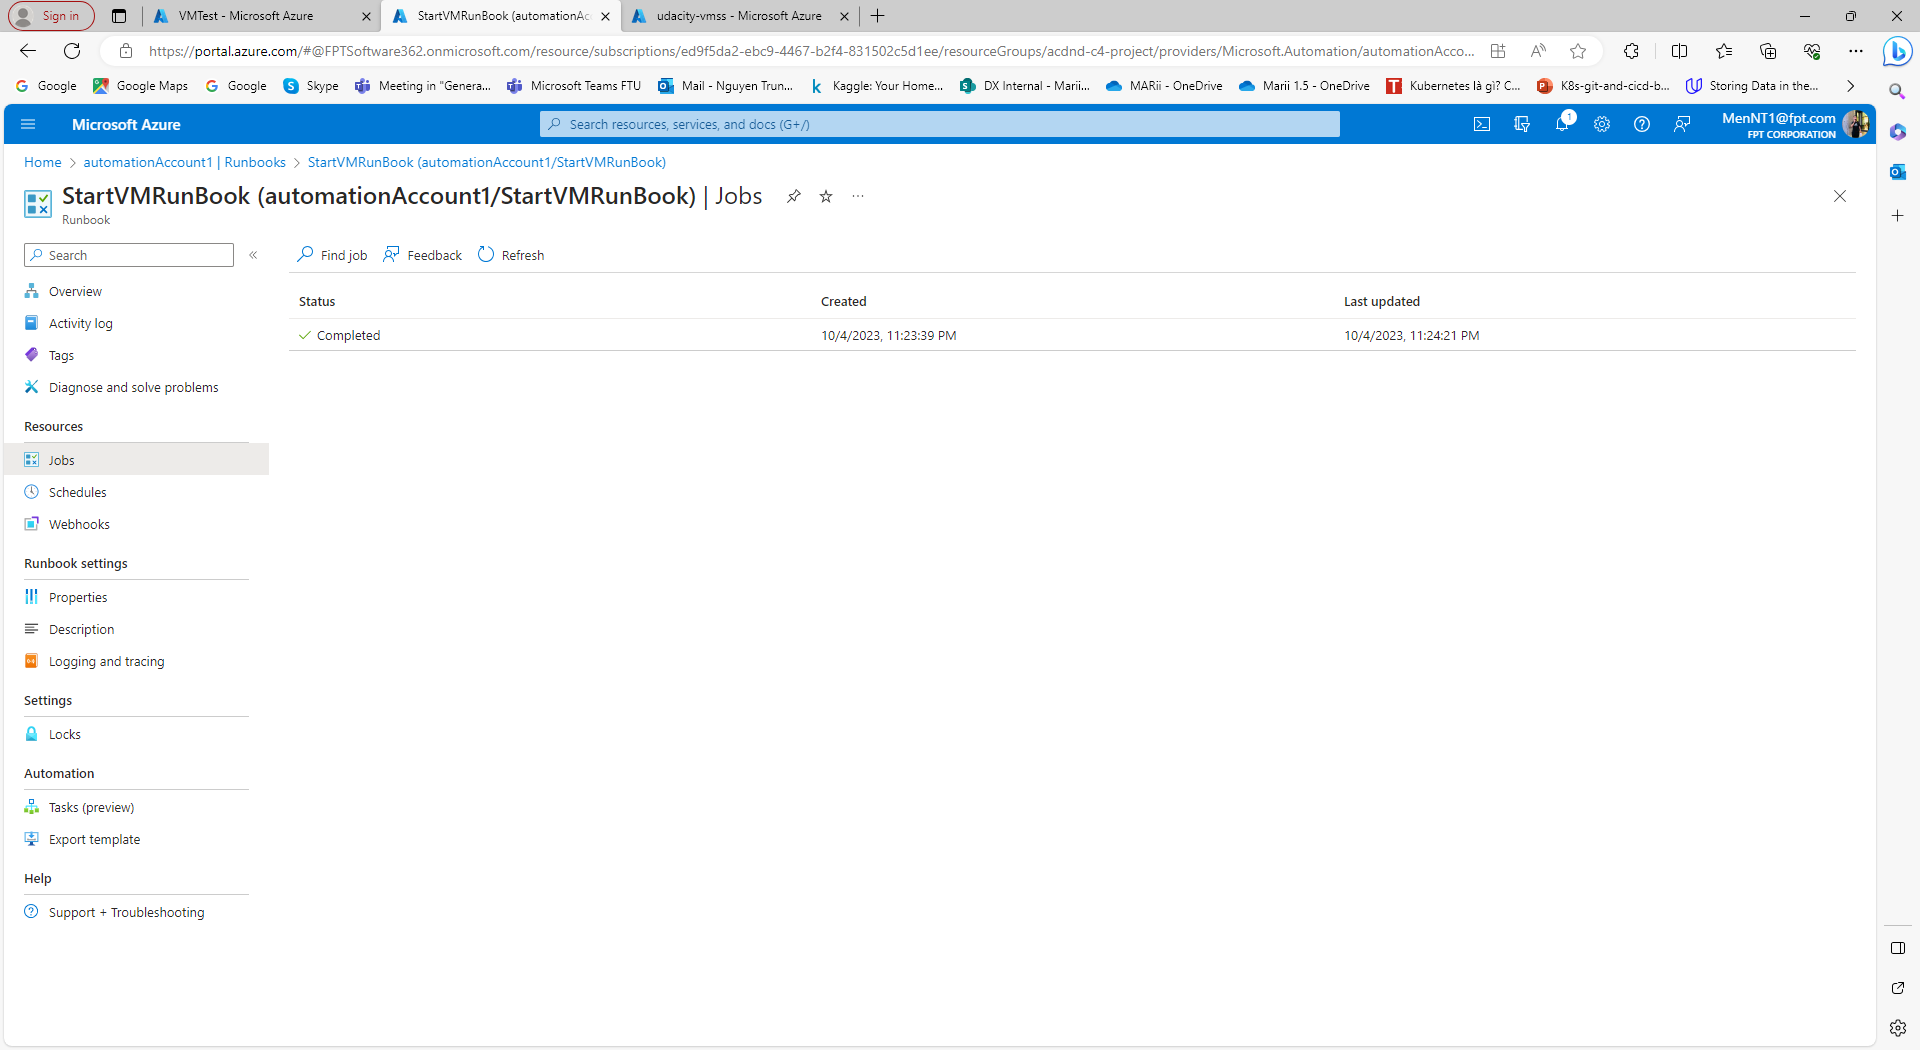 Sign in
VMTest - Microsoft Azure
StartVMRunBook (automationAc
udacity-vmss - Microsoft Azure
https://portal.azure.com/#@FPTSoftware362.onmicrosoft.com/resource/subscriptions/ed9f5da2-ebc9-4467-b2f4-831502c5d1ee/resourceGroups/acdnd-c4-project/providers/Microsoft.Automation/automationAcco...
Google
Google Maps
Google
Skype
Meeting in "Genera...
Microsoft Teams FTU
Mail - Nguyen Trun...
Kaggle: Your Home...
DX Internal - Marii...
MARii - OneDrive
Marii 1.5 - OneDrive
Kubernetes là gì? C...
K8s-git-and-cicd-b...
Storing Data in the...
Microsoft Azure
Search resources, services, and docs (G+/)
1
MenNT1@fpt.com
FPT CORPORATION
Home > automationAccount1 | Runbooks > StartVMRunBook (automationAccount1/StartVMRunBook)
StartVMRunBook (automationAccount1/StartVMRunBook) | Jobs
Runbook
Search
Find job
Feedback
Refresh
Overview
Activity log
Tags
Diagnose and solve problems
Resources
Jobs
Schedules
Webhooks
Runbook settings
Properties
Description
Logging and tracing
Settings
Locks
Automation
Tasks (preview)
Export template
Help
Support + Troubleshooting
Status Created Last updated
Completed 10/4/2023, 11:23:39 PM 10/4/2023, 11:24:21 PM